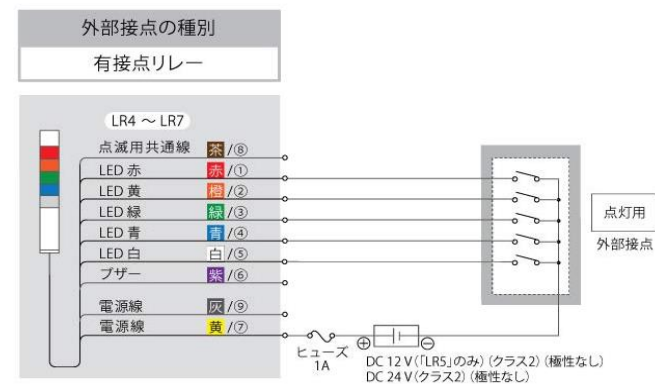 外部接点の種別
有接点リレー
LR4 ～ LR7
点滅用共通線 茶/⑧
LED 赤 赤/①
LED 黄 橙/②
LED 緑 緑/③
LED 青 青/④
LED 白 白/⑤
ブザー 紫/⑥
電源線 灰/⑨
電源線 黄/⑦
点灯用
外部接点
ヒューズ
1A
⊕ ⊖
DC 12 V(「LR5」のみ)(クラス2)(極性なし)
DC 24 V(クラス2)(極性なし)